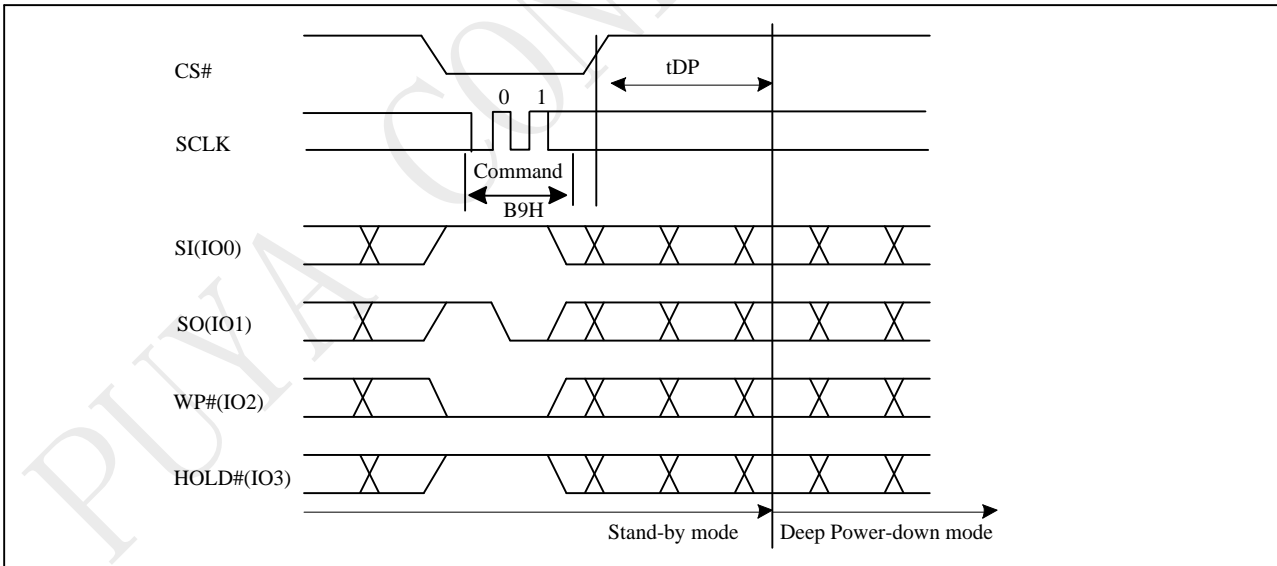 CS#
tDP
0 1
SCLK
Command
B9H
SI(IO0)
SO(IO1)
WP#(IO2)
HOLD#(IO3)
Stand-by mode Deep Power-down mode
PUYA